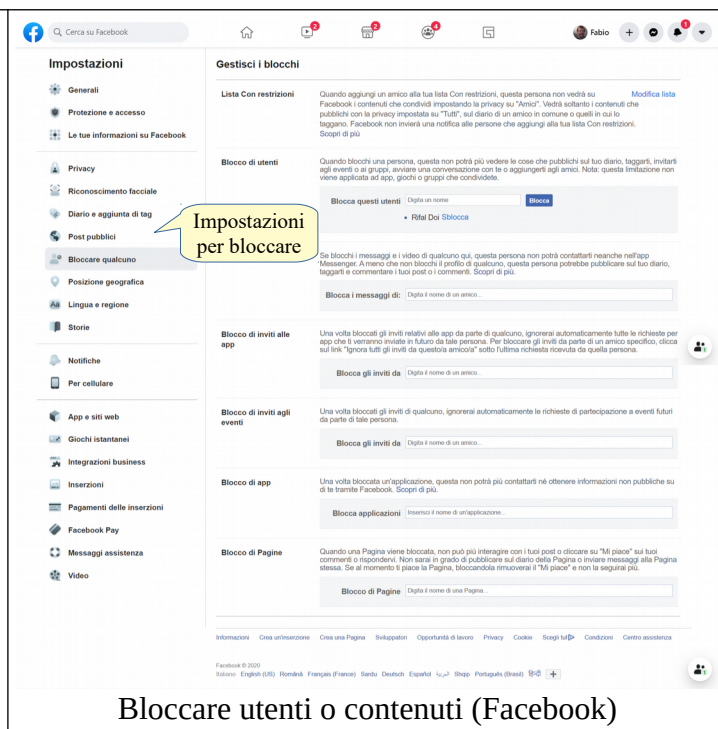 Cerca su Facebook
2
2
4
Fabio
1
Impostazioni
Gestisci i blocchi
Generali
Protezione e accesso
Le tue informazioni su Facebook
Privacy
Riconoscimento facciale
Diario e aggiunta di tag
Post pubblici
Bloccare qualcuno
Posizione geografica
Lingua e regione
Storie
Notifiche
Per cellulare
App e siti web
Giochi istantanei
Integrazioni business
Inserzioni
Pagamenti delle inserzioni
Facebook Pay
Messaggi assistenza
Video
Impostazioni
per bloccare
Lista Con restrizioni
Quando aggiungi un amico alla tua lista Con restrizioni, questa persona non vedrà su
Facebook i contenuti che condividi impostando la privacy su "Amici". Vedrà soltanto i contenuti che
pubblichi con la privacy impostata su "Tutti", sul diario di un amico in comune o quelli in cui lo
taggano. Facebook non invierà una notifica alle persone che aggiungi alla tua lista Con restrizioni.
Scopri di più
Modifica lista
Blocco di utenti
Quando blocchi una persona, questa non potrà più vedere le cose che pubblichi sul tuo diario, taggarti, invitarti
agli eventi o ai gruppi, avviare una conversazione con te o aggiungerti agli amici. Nota: questa limitazione non
viene applicata ad app, giochi o gruppi che condividete.
Blocca questi utenti Digita un nome Blocca
• Rifal Doi Sblocca
Se blocchi i messaggi e i video di qualcuno qui, questa persona non potrà contattarti neanche nell'app
Messenger. A meno che non blocchi il profilo di qualcuno, questa persona potrebbe pubblicare sul tuo diario,
taggarti e commentare i tuoi post o i commenti. Scopri di più.
Blocca i messaggi di: Digita il nome di un amico...
Blocco di inviti alle
app
Una volta bloccati gli inviti relativi alle app da parte di qualcuno, ignorerai automaticamente tutte le richieste per
app che ti verranno inviate in futuro da tale persona. Per bloccare gli inviti da parte di un amico specifico, clicca
sul link "Ignora tutti gli inviti da questo/a amico/a" sotto l'ultima richiesta ricevuta da quella persona.
Blocca gli inviti da Digita il nome di un amico...
Blocco di inviti agli
eventi
Una volta bloccati gli inviti di qualcuno, ignorerai automaticamente le richieste di partecipazione a eventi futuri
da parte di tale persona.
Blocca gli inviti da Digita il nome di un amico...
Blocco di app
Una volta bloccata un'applicazione, questa non potrà più contattarti né ottenere informazioni non pubbliche su
di te tramite Facebook. Scopri di più.
Blocca applicazioni Inserisci il nome di un'applicazione...
Blocco di Pagine
Quando una Pagina viene bloccata, non può più interagire con i tuoi post o cliccare su "Mi piace" sui tuoi
commenti o rispondervi. Non sarai in grado di pubblicare sul diario della Pagina o inviare messaggi alla Pagina
stessa. Se al momento ti piace la Pagina, bloccandola rimuoverai il "Mi piace" e non la seguirai più.
Blocco di Pagine Digita il nome di una Pagina...
Informazioni Crea un'inserzione Crea una Pagina Sviluppatori Opportunità di lavoro Privacy Cookie Scegli tu! Condizioni Centro assistenza
Facebook © 2020
Italiano English (US) Română Français (France) Sardu Deutsch Español العربية Shqip Português (Brasil) हिन्दी
Bloccare utenti o contenuti (Facebook)